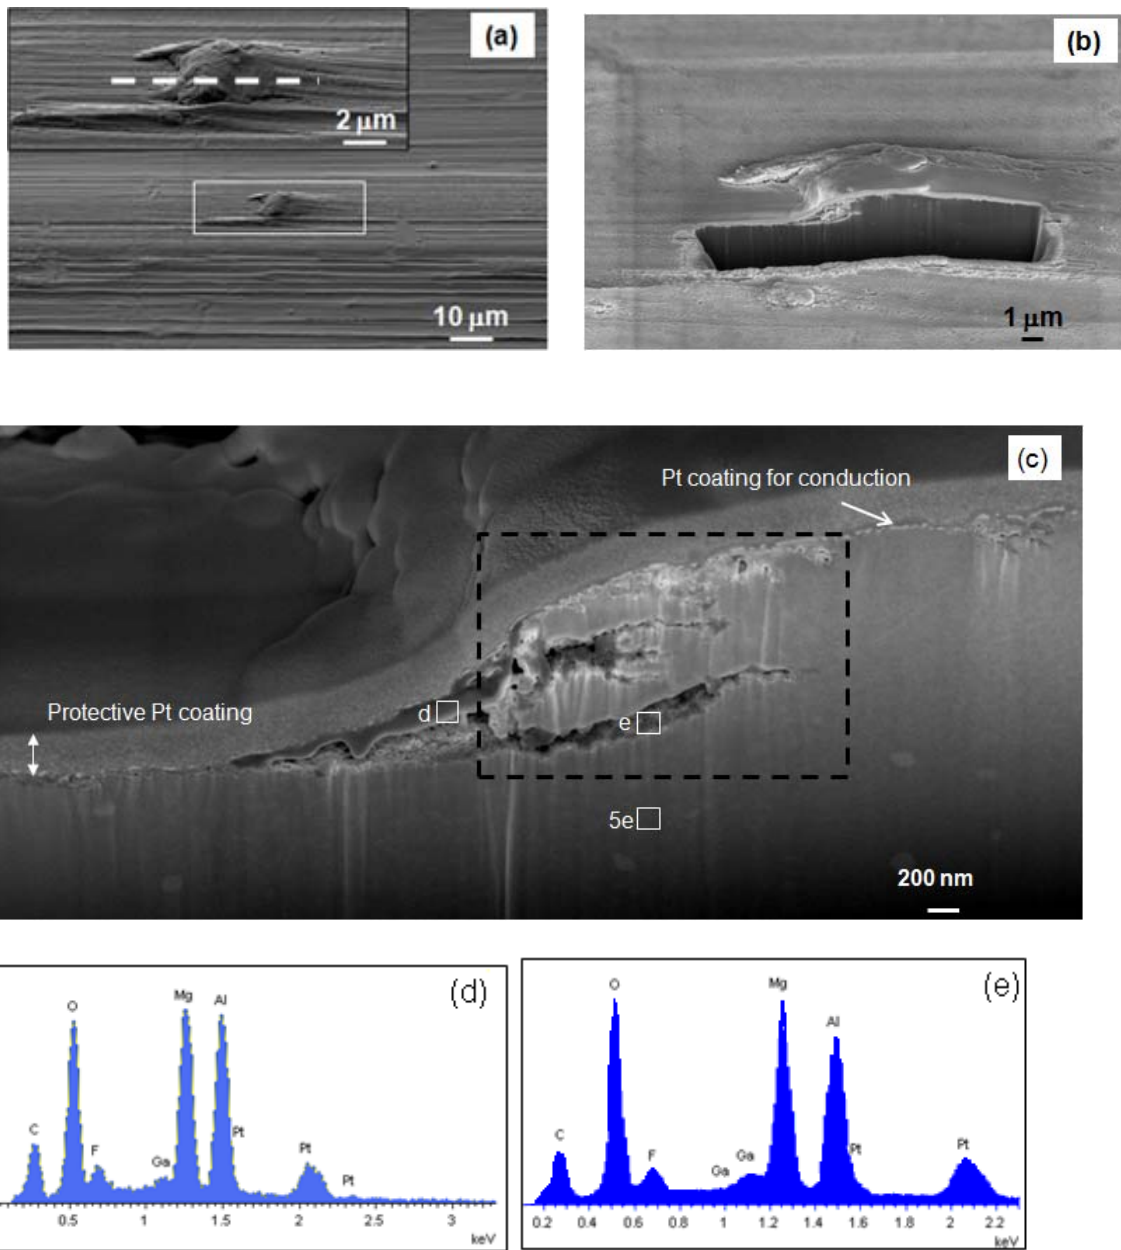 (a)
2 μm
10 μm
(b)
1 μm
(c)
Pt coating for conduction
Protective Pt coating
d
e
5e
200 nm
(d)
O
Mg
Al
C
F
Ga
Pt
Pt
Pt
0.5
1
1.5
2
2.5
3
keV
(e)
O
Mg
Al
C
F
Ga
Ga
Pt
Pt
0.2
0.4
0.6
0.8
1
1.2
1.4
1.6
1.8
2
2.2
keV